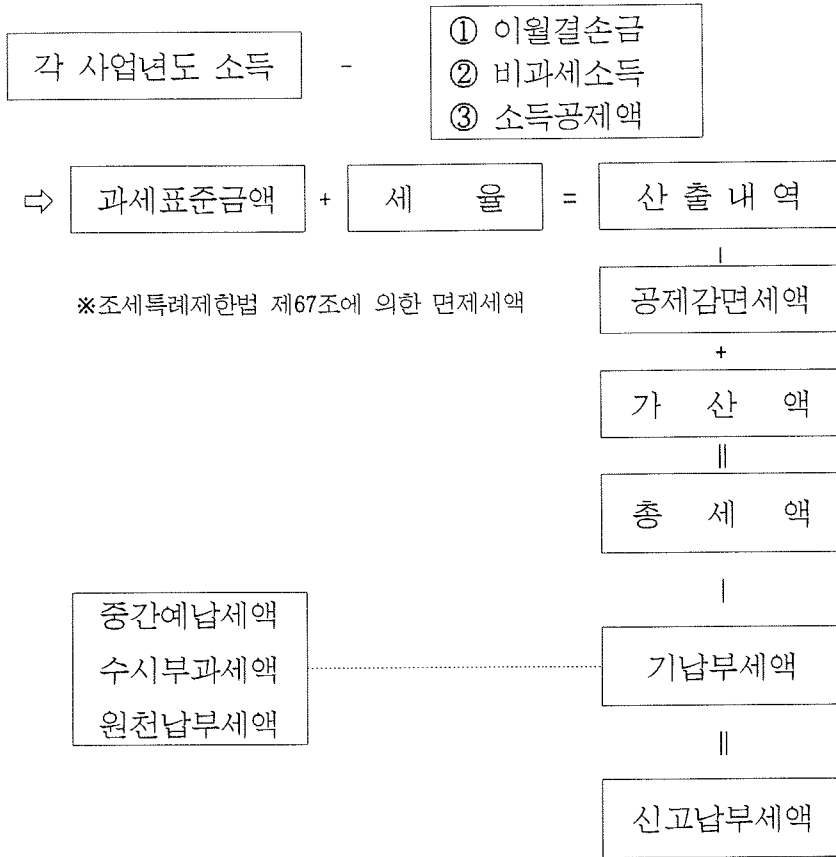 각 사업년도 소득 -
① 이월결손금
② 비과세소득
③ 소득공제액
⇨ 과세표준금액 + 세 율 = 산 출 내 역
-
※조세특례제한법 제67조에 의한 면제세액
공제감면세액
+
가 산 액
=
총 세 액
-
중간예납세액
수시부과세액
원천납부세액
기납부세액
=
신고납부세액